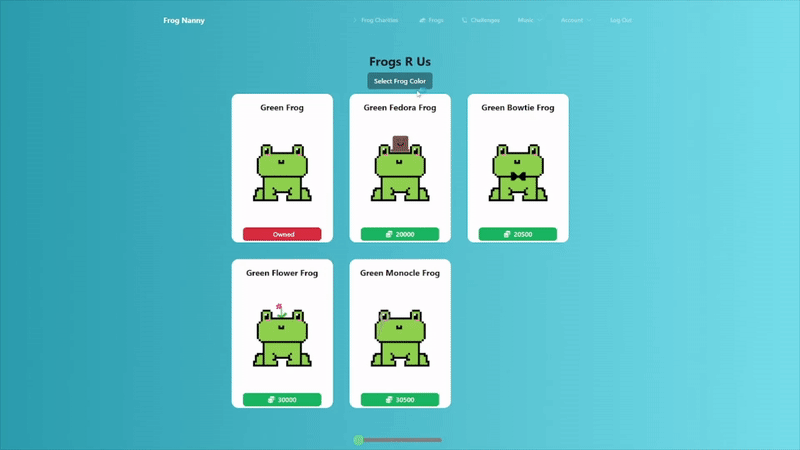 Frog Nanny
Frog Charities
Frogs
Challenges
Music
Account
Log Out
Frogs R Us
Select Frog Color
Green Frog
Green Fedora Frog
Green Bowtie Frog
Owned
20000
20500
Green Flower Frog
Green Monocle Frog
30000
30500